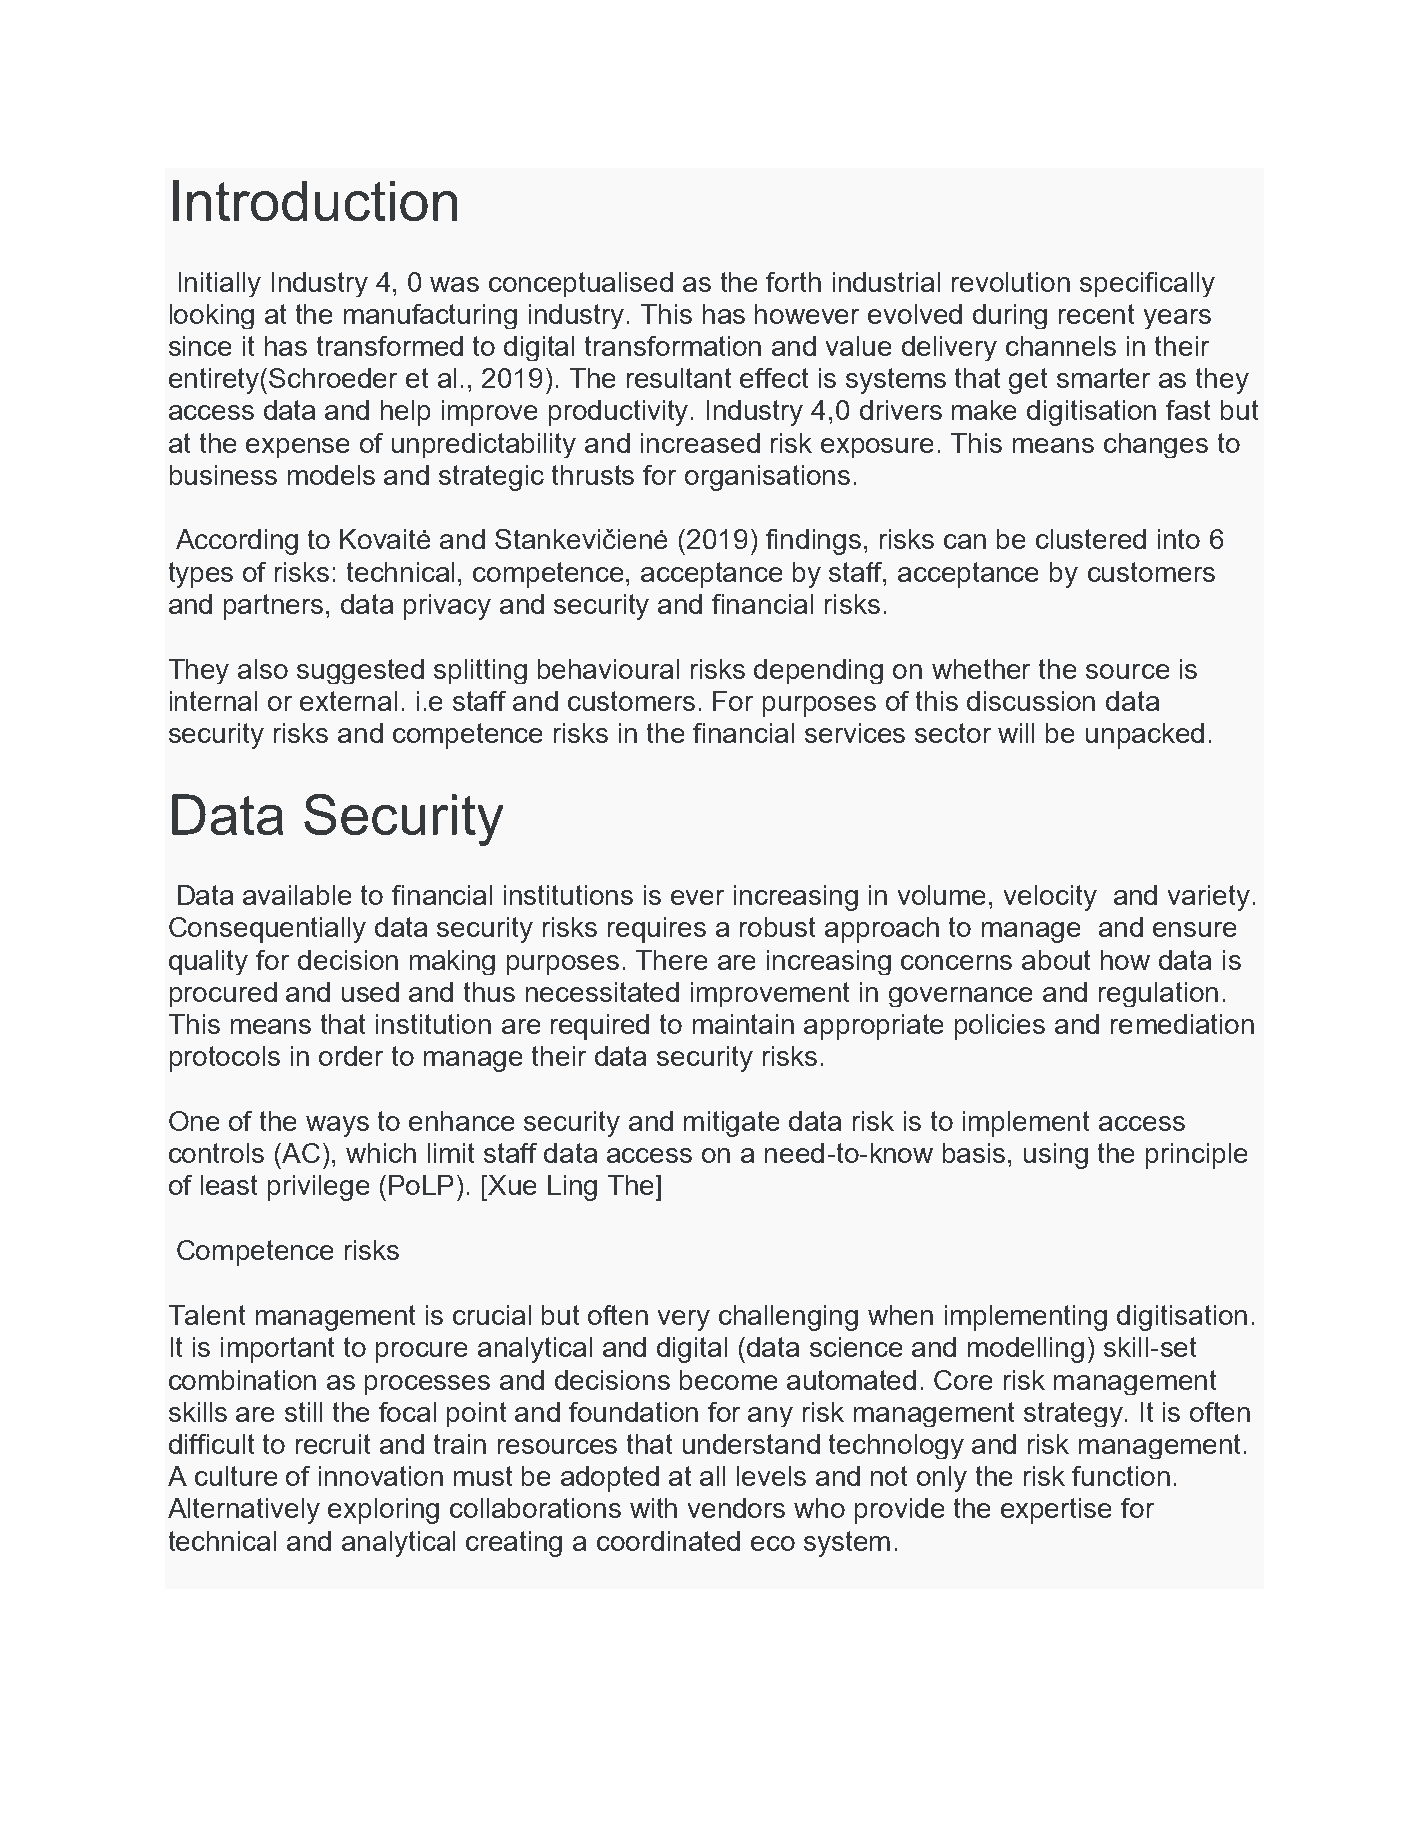 Introduction
Initially Industry 4, 0 was conceptualised as the forth industrial revolution specifically
looking at the manufacturing industry. This has however evolved during recent years
since it has transformed to digital transformation and value delivery channels in their
entirety(Schroeder et al., 2019). The resultant effect is systems that get smarter as they
access data and help improve productivity. Industry 4,0 drivers make digitisation fast but
at the expense of unpredictability and increased risk exposure. This means changes to
business models and strategic thrusts for organisations.
According to Kovaitė and Stankevičienė (2019) findings, risks can be clustered into 6
types of risks: technical, competence, acceptance by staff, acceptance by customers
and partners, data privacy and security and financial risks.
They also suggested splitting behavioural risks depending on whether the source is
internal or external. i.e staff and customers. For purposes of this discussion data
security risks and competence risks in the financial services sector will be unpacked.
Data Security
Data available to financial institutions is ever increasing in volume, velocity  and variety.
Consequentially data security risks requires a robust approach to manage  and ensure
quality for decision making purposes. There are increasing concerns about how data is
procured and used and thus necessitated improvement in governance and regulation.
This means that institution are required to maintain appropriate policies and remediation
protocols in order to manage their data security risks.
One of the ways to enhance security and mitigate data risk is to implement access
controls (AC), which limit staff data access on a need-to-know basis, using the principle
of least privilege (PoLP). [Xue Ling The]
Competence risks
Talent management is crucial but often very challenging when implementing digitisation.
It is important to procure analytical and digital (data science and modelling) skill-set
combination as processes and decisions become automated. Core risk management
skills are still the focal point and foundation for any risk management strategy. It is often
difficult to recruit and train resources that understand technology and risk management.
A culture of innovation must be adopted at all levels and not only the risk function.
Alternatively exploring collaborations with vendors who provide the expertise for
technical and analytical creating a coordinated eco system.